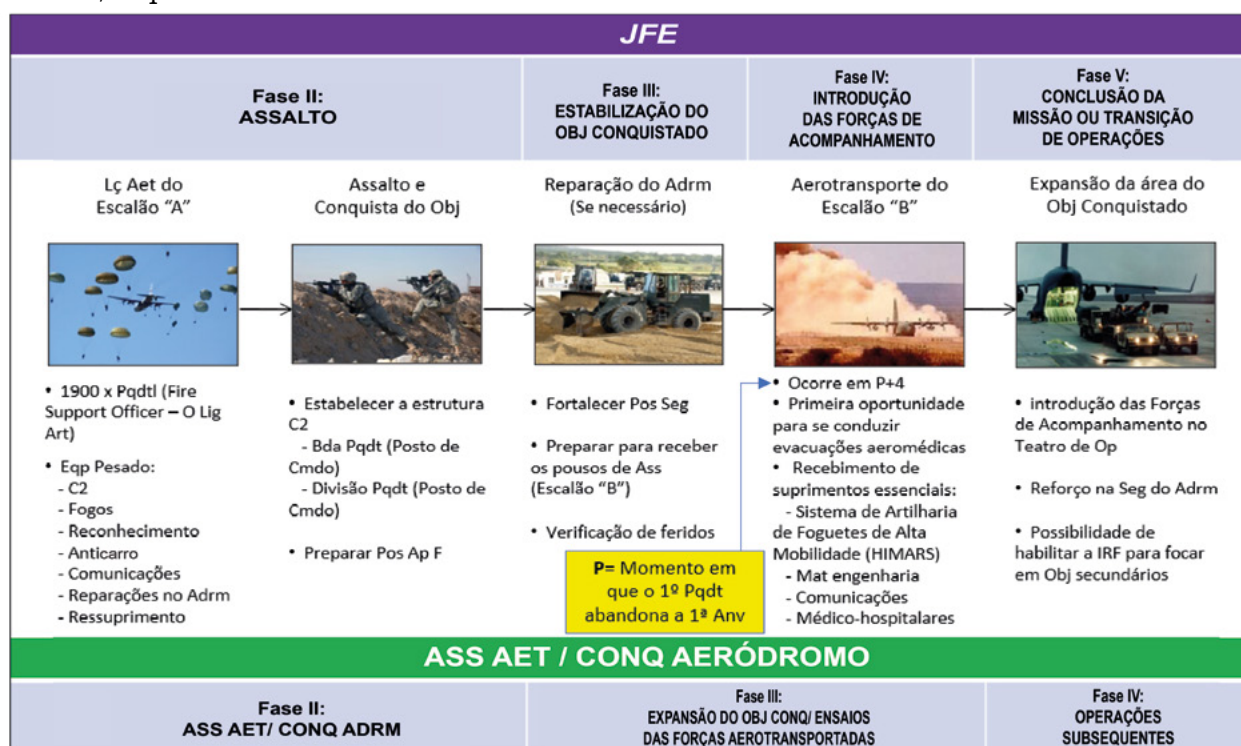 JFE
Fase II:
ASSALTO
Fase III:
ESTABILIZAÇÃO DO
OBJ CONQUISTADO
Fase IV:
INTRODUÇÃO
DAS FORÇAS DE
ACOMPANHAMENTO
Fase V:
CONCLUSÃO DA
MISSÃO OU TRANSIÇÃO
DE OPERAÇÕES
Lç Aet do
Escalão “A”
Assalto e
Conquista do Obj
Reparação do Adrm
(Se necessário)
Aerotransporte do
Escalão “B”
Expansão da área do
Obj Conquistado
• 1900 x Pqdtl (Fire
Support Officer – O Lig
Art)
• Eqp Pesado:
- C2
- Fogos
- Reconhecimento
- Anticarro
- Comunicações
- Reparações no Adrm
- Ressuprimento
• Estabelecer a estrutura
C2
- Bda Pqdt (Posto de
Cmdo)
- Divisão Pqdt (Posto de
Cmdo)
• Preparar Pos Ap F
• Fortalecer Pos Seg
• Preparar para receber
os pousos de Ass
(Escalão “B”)
• Verificação de feridos
P= Momento em
que o 1º Pqdt
abandona a 1ª Anv
• Ocorre em P+4
• Primeira oportunidade
para se conduzir
evacuações aeromédicas
• Recebimento de
suprimentos essenciais:
- Sistema de Artilharia
de Foguetes de Alta
Mobilidade (HIMARS)
- Mat engenharia
- Comunicações
- Médico-hospitalares
• introdução das Forças
de Acompanhamento no
Teatro de Op
• Reforço na Seg do Adrm
• Possibilidade de
habilitar a IRF para focar
em Obj secundários
ASS AET / CONQ AERÓDROMO
Fase II:
ASS AET/ CONQ ADRM
Fase III:
EXPANSÃO DO OBJ CONQ/ ENSAIOS
DAS FORÇAS AEROTRANSPORTADAS
Fase IV:
OPERAÇÕES
SUBSEQUENTES